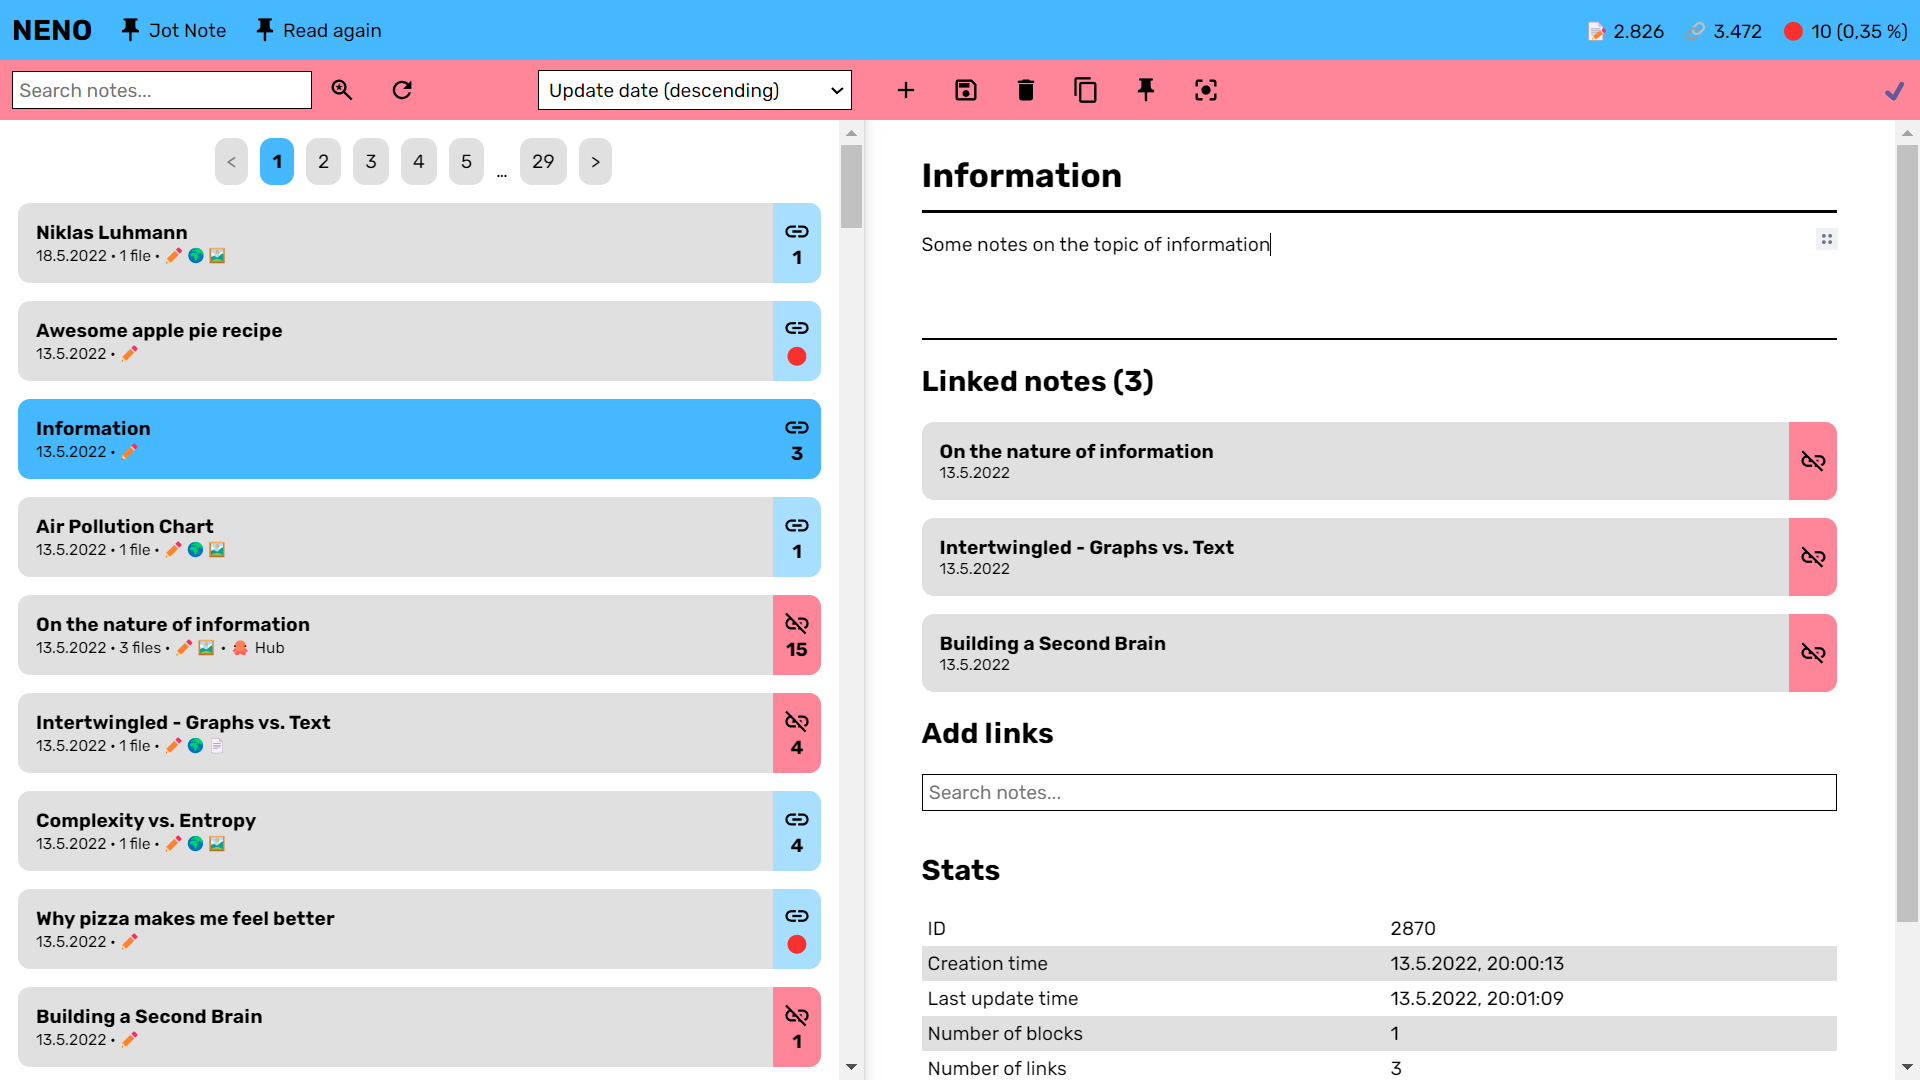 NENO Jot Note Read again 2.826 3.472 10 (0,35 %)
Search notes... Update date (descending)
< 1 2 3 4 5 ... 29 >
Niklas Luhmann
18.5.2022 • 1 file •
1
Awesome apple pie recipe
13.5.2022 •
Information
13.5.2022 •
3
Air Pollution Chart
13.5.2022 • 1 file •
1
On the nature of information
13.5.2022 • 3 files • • Hub
15
Intertwingled - Graphs vs. Text
13.5.2022 • 1 file •
4
Complexity vs. Entropy
13.5.2022 • 1 file •
4
Why pizza makes me feel better
13.5.2022 •
Building a Second Brain
13.5.2022 •
1
Information
Some notes on the topic of information
Linked notes (3)
On the nature of information
13.5.2022
Intertwingled - Graphs vs. Text
13.5.2022
Building a Second Brain
13.5.2022
Add links
Search notes...
Stats
ID 2870
Creation time 13.5.2022, 20:00:13
Last update time 13.5.2022, 20:01:09
Number of blocks 1
Number of links 3